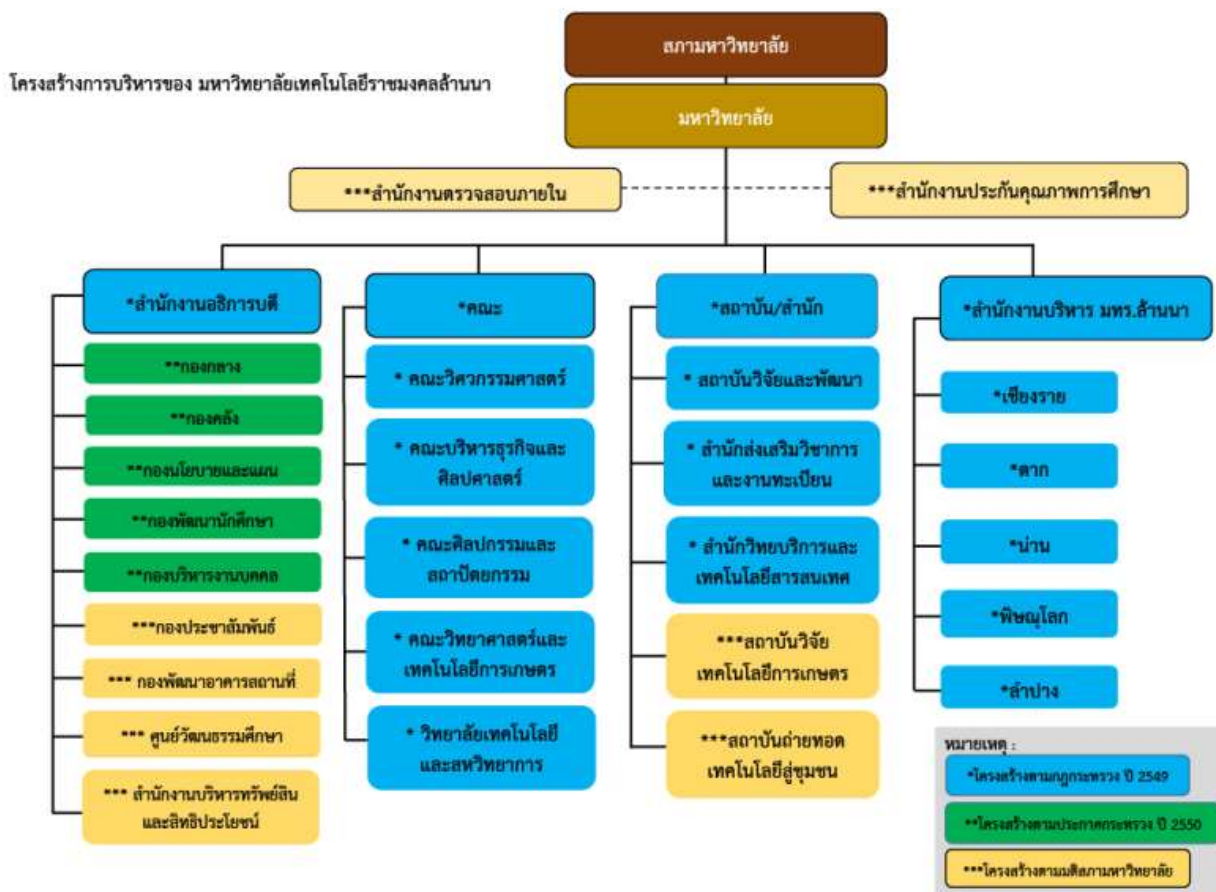 สภามหาวิทยาลัย
โครงสร้างการบริหารของ มหาวิทยาลัยเทคโนโลยีราชมงคลล้านนา
มหาวิทยาลัย
***สำนักงานตรวจสอบภายใน
***สำนักงานประกันคุณภาพการศึกษา
*สำนักงานอธิการบดี
**กองกลาง
**กองคลัง
**กองนโยบายและแผน
**กองพัฒนานักศึกษา
**กองบริหารงานบุคคล
***กองประชาสัมพันธ์
*** กองพัฒนาอาคารสถานที่
*** ศูนย์วัฒนธรรมศึกษา
*** สำนักงานบริหารทรัพย์สิน
และสิทธิประโยชน์
*คณะ
* คณะวิศวกรรมศาสตร์
* คณะบริหารธุรกิจและ
ศิลปศาสตร์
* คณะศิลปกรรมและ
สถาปัตยกรรม
* คณะวิทยาศาสตร์และ
เทคโนโลยีการเกษตร
* วิทยาลัยเทคโนโลยี
และสหวิทยาการ
*สถาบัน/สำนัก
* สถาบันวิจัยและพัฒนา
* สำนักส่งเสริมวิชาการ
และงานทะเบียน
* สำนักวิทยบริการและ
เทคโนโลยีสารสนเทศ
***สถาบันวิจัย
เทคโนโลยีการเกษตร
***สถาบันถ่ายทอด
เทคโนโลยีสู่ชุมชน
*สำนักงานบริหาร มทร.ล้านนา
*เชียงราย
*ตาก
*น่าน
*พิษณุโลก
*ลำปาง
หมายเหตุ :
*โครงสร้างตามกฎกระทรวง ปี 2549
**โครงสร้างตามประกาศกระทรวง ปี 2550
***โครงสร้างตามมติสภามหาวิทยาลัย